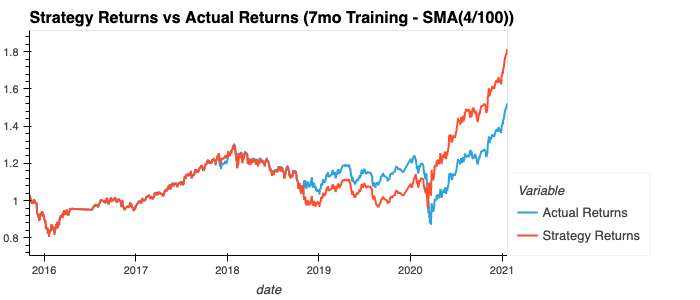 Strategy Returns vs Actual Returns (7mo Training - SMA(4/100))
1.8
1.6
1.4
1.2
1
0.8
2016
2017
2018
2019
2020
2021
date
Variable
Actual Returns
Strategy Returns